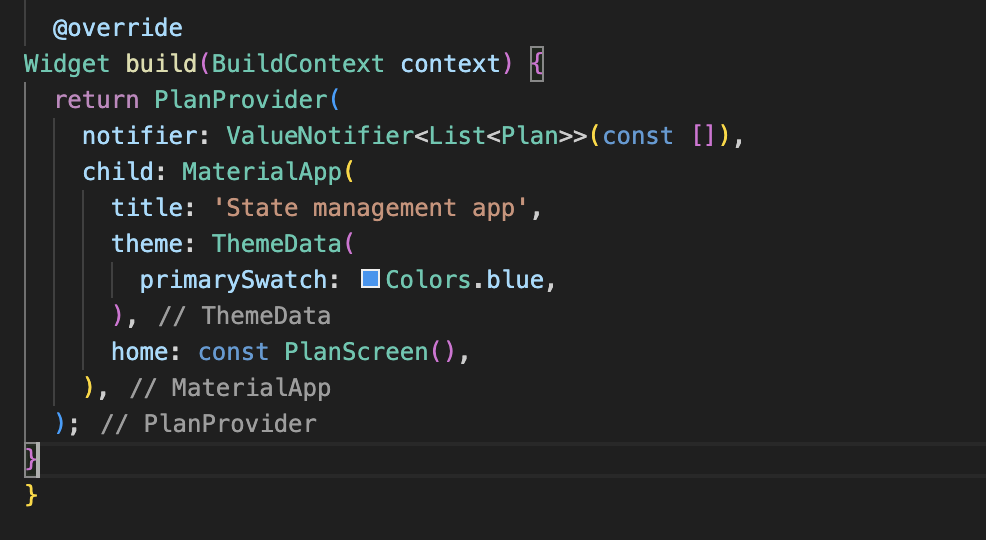 @override
Widget build(BuildContext context) {
return PlanProvider(
notifier: ValueNotifier<List<Plan>>(const []),
child: MaterialApp(
title: 'State management app',
theme: ThemeData(
primarySwatch: Colors.blue,
), // ThemeData
home: const PlanScreen(),
), // MaterialApp
); // PlanProvider
}
}